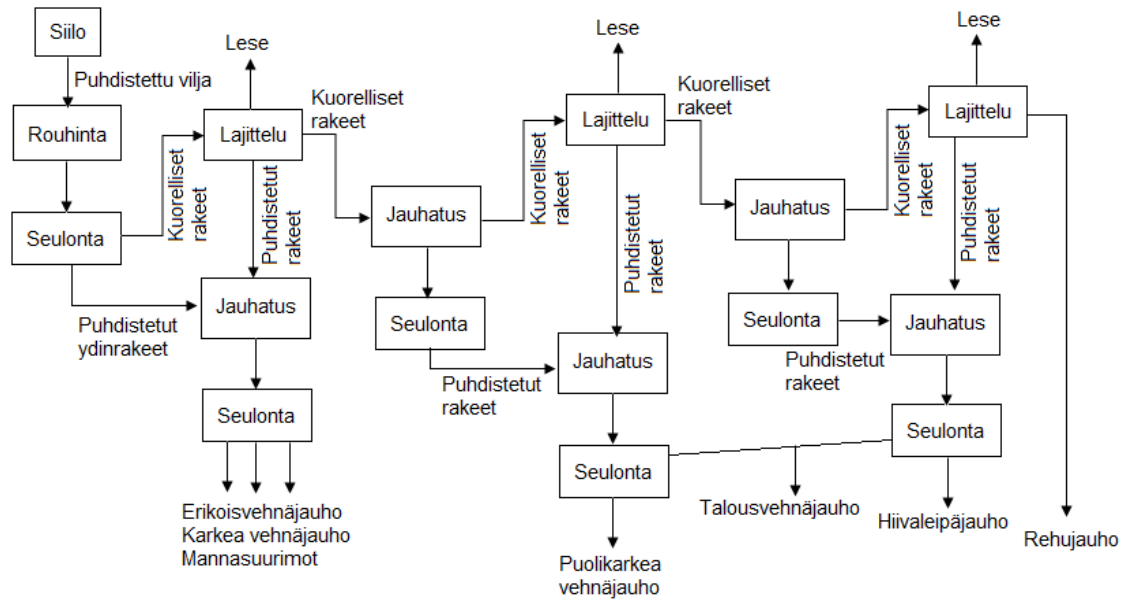 Siilo
Puhdistettu vilja
Rouhinta
Seulonta
Kuorelliset
rakeet
Puhdistetut
ydinrakeet
Lese
Lajittelu
Kuorelliset
rakeet
Puhdistetut
rakeet
Jauhatus
Seulonta
Erikoisvehnäjauho
Karkea vehnäjauho
Mannasuurimot
Jauhatus
Seulonta
Kuorelliset
rakeet
Puhdistetut
rakeet
Lese
Lajittelu
Kuorelliset
rakeet
Puhdistetut
rakeet
Jauhatus
Seulonta
Puolikarkea
vehnäjauho
Talousvehnäjauho
Jauhatus
Seulonta
Kuorelliset
rakeet
Puhdistetut
rakeet
Lese
Lajittelu
Puhdistetut
rakeet
Jauhatus
Seulonta
Hiivaleipäjauho
Rehujauho